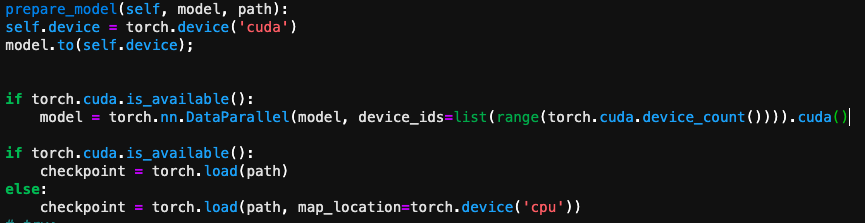 prepare_model(self, model, path):
self.device = torch.device('cuda')
model.to(self.device);
if torch.cuda.is_available():
    model = torch.nn.DataParallel(model, device_ids=list(range(torch.cuda.device_count()))).cuda()
if torch.cuda.is_available():
    checkpoint = torch.load(path)
else:
    checkpoint = torch.load(path, map_location=torch.device('cpu'))